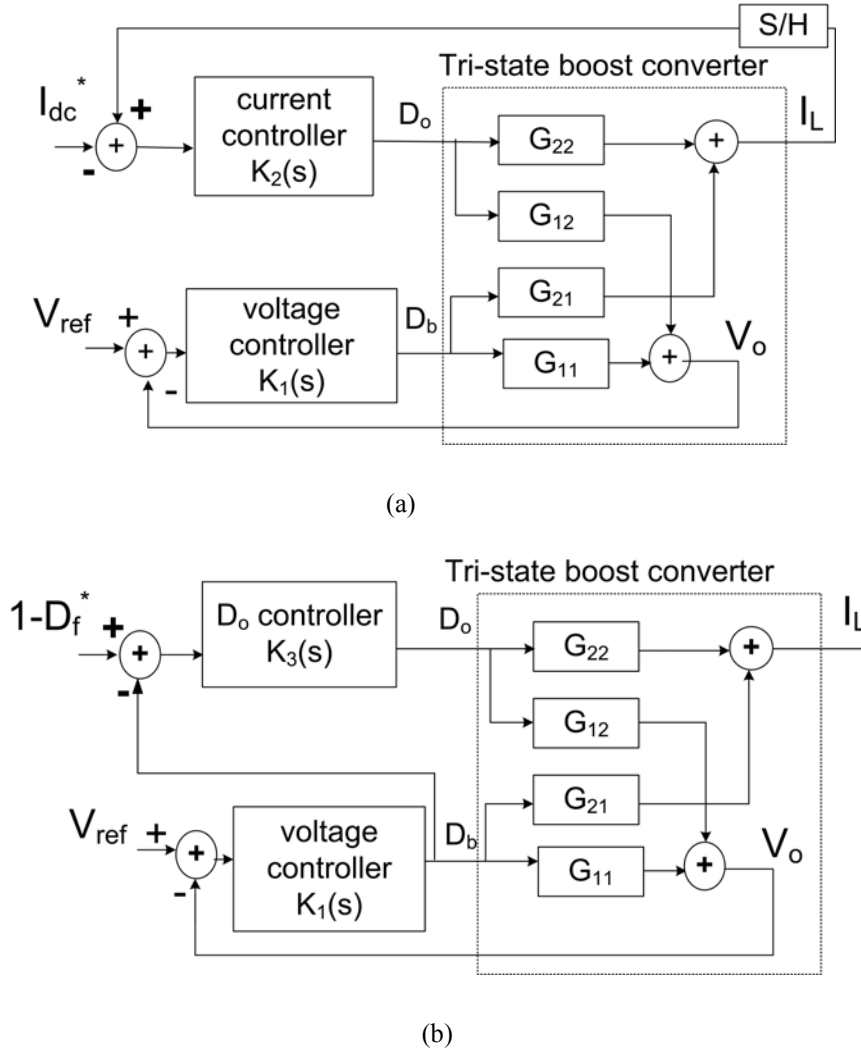 S/H
Tri-state boost converter
I_dc^*
+
-
+
current
controller
K₂(s)
D_o
G₂₂
+
I_L
G₁₂
V_ref
+
+
-
voltage
controller
K₁(s)
D_b
G₂₁
G₁₁
+
V_o
(a)
Tri-state boost converter
1-D_f^*
+
+
-
D_o controller
K₃(s)
D_o
G₂₂
+
I_L
G₁₂
V_ref
+
+
-
voltage
controller
K₁(s)
D_b
G₂₁
G₁₁
+
V_o
(b)